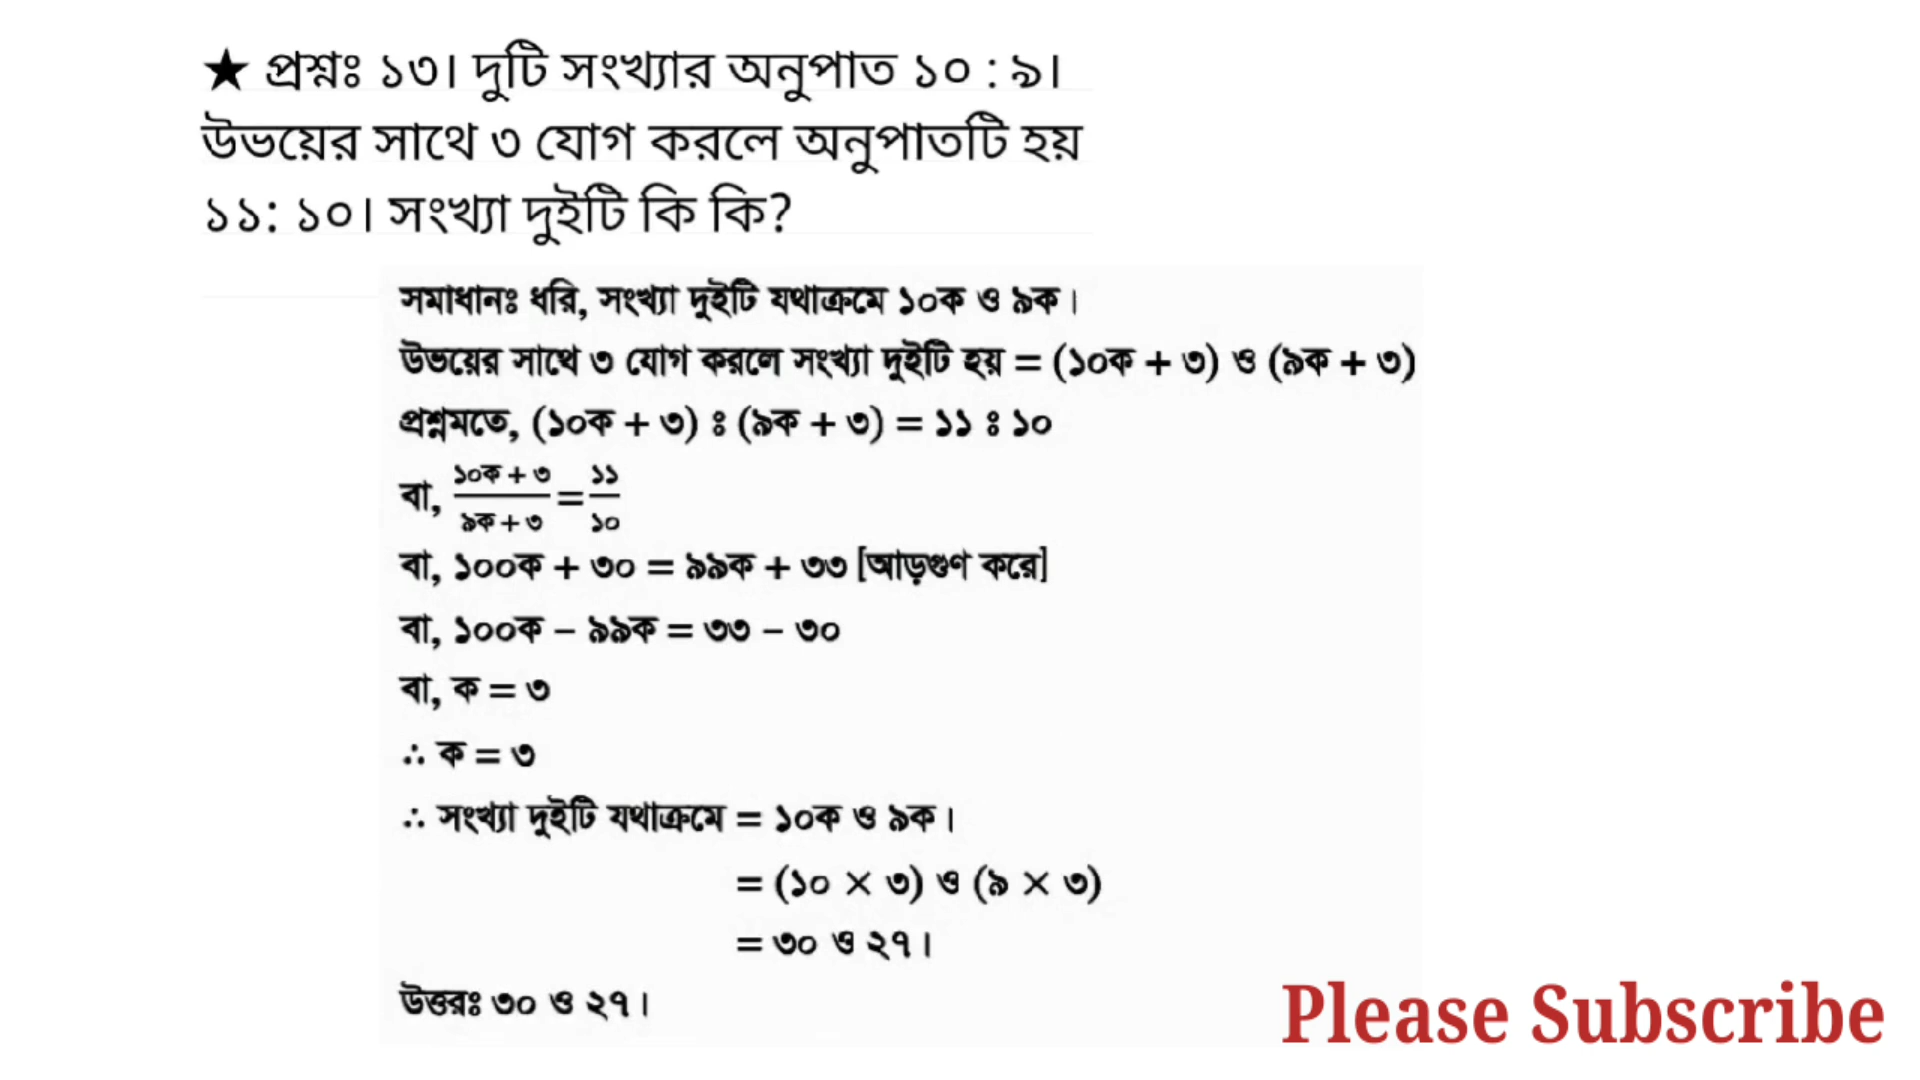 ★ প্রশ্নঃ ১৩। দুটি সংখ্যার অনুপাত ১০ : ৯।
উভয়ের সাথে ৩ যোগ করলে অনুপাতটি হয়
১১: ১০। সংখ্যা দুইটি কি কি?
সমাধানঃ ধরি, সংখ্যা দুইটি যথাক্রমে ১০ক ও ৯ক।
উভয়ের সাথে ৩ যোগ করলে সংখ্যা দুইটি হয় = (১০ক + ৩) ও (৯ক + ৩)
প্রশ্নমতে, (১০ক + ৩) ঃ (৯ক + ৩) = ১১ ঃ ১০
বা, (১০ক + ৩)/(৯ক + ৩) = ১১/১০
বা, ১০০ক + ৩০ = ৯৯ক + ৩৩ [আড়গুণ করে]
বা, ১০০ক – ৯৯ক = ৩৩ – ৩০
বা, ক = ৩
∴ ক = ৩
∴ সংখ্যা দুইটি যথাক্রমে = ১০ক ও ৯ক।
= (১০ × ৩) ও (৯ × ৩)
= ৩০ ও ২৭।
উত্তরঃ ৩০ ও ২৭।
Please Subscribe